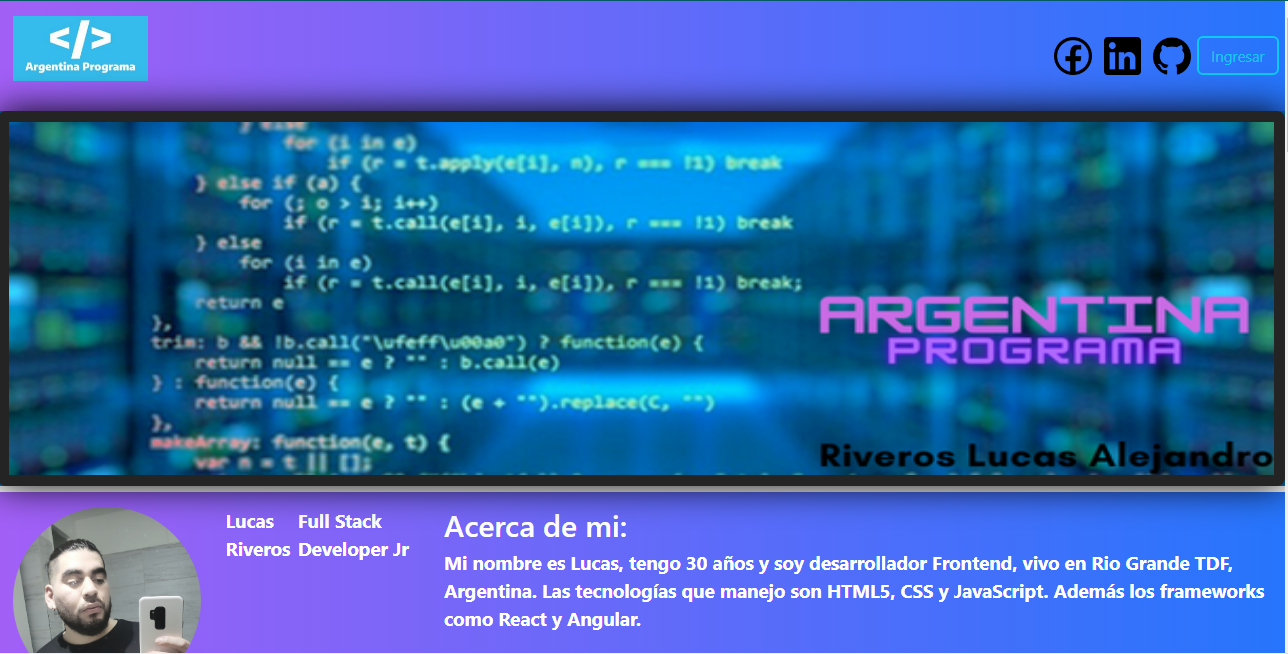 </>
Argentina Programa
Ingresar
} else
for (i in e)
if (r = t.apply(e[i], n), r === !1) break
} else if (a) {
for (; o > i; i++)
if (r = t.call(e[i], i, e[i]), r === !1) break
} else
for (i in e)
if (r = t.call(e[i], i, e[i]), r === !1) break;
return e
},
trim: b && !b.call("\ufeff\u00a0") ? function(e) {
return null == e ? "" : b.call(e)
} : function(e) {
return null == e ? "" : (e + "").replace(C, "")
},
makeArray: function(e, t) {
var n = t || [];
ARGENTINA
PROGRAMA
Riveros Lucas Alejandro
Lucas
Riveros
Full Stack
Developer Jr
Acerca de mi:
Mi nombre es Lucas, tengo 30 años y soy desarrollador Frontend, vivo en Rio Grande TDF,
Argentina. Las tecnologías que manejo son HTML5, CSS y JavaScript. Además los frameworks
como React y Angular.